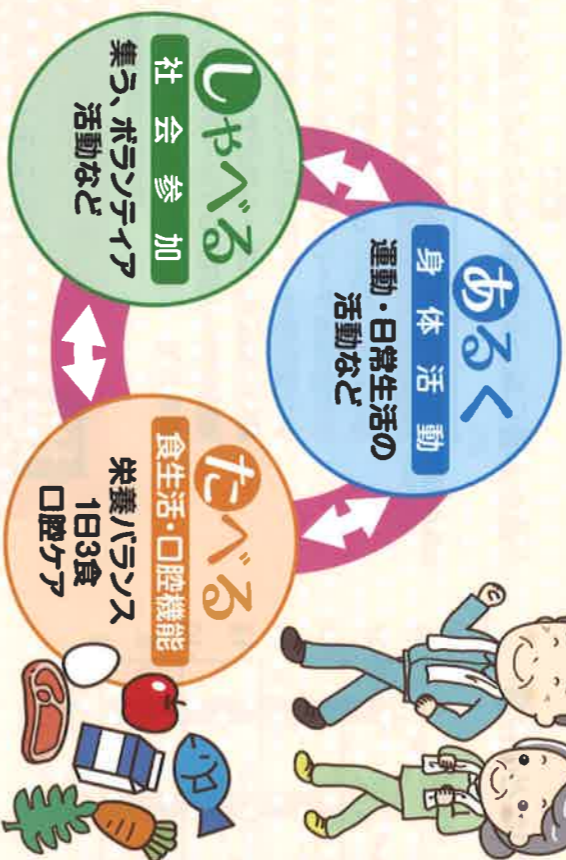 あるく
身体活動
運動・日常生活の
活動など
しゃべる
社会参加
集う、ボランティア
活動など
たべる
食生活・口腔機能
栄養バランス
1日3食
口腔ケア